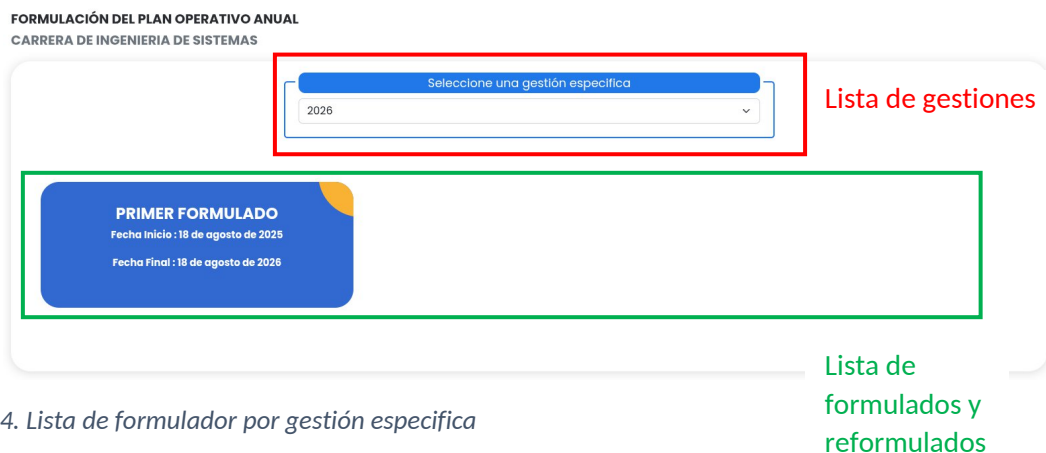 FORMULACIÓN DEL PLAN OPERATIVO ANUAL
CARRERA DE INGENIERIA DE SISTEMAS
Seleccione una gestión especifica
2026
Lista de gestiones
PRIMER FORMULADO
Fecha Inicio : 18 de agosto de 2025
Fecha Final : 18 de agosto de 2026
Lista de
formulados y
reformulados
4. Lista de formulador por gestión especifica